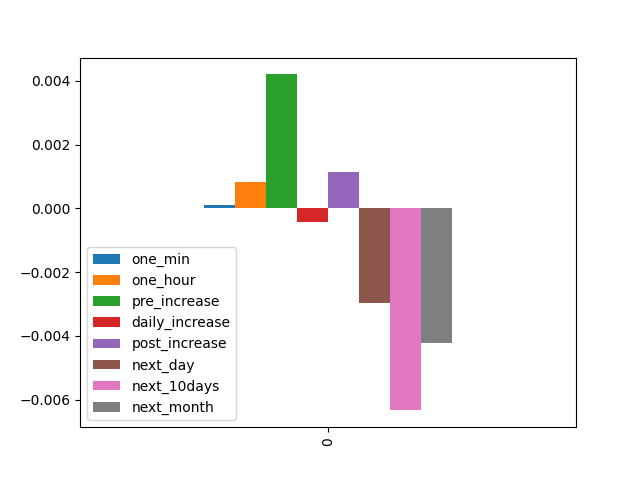 0.004
0.002
0.000
−0.002
−0.004
−0.006
one_min
one_hour
pre_increase
daily_increase
post_increase
next_day
next_10days
next_month
0